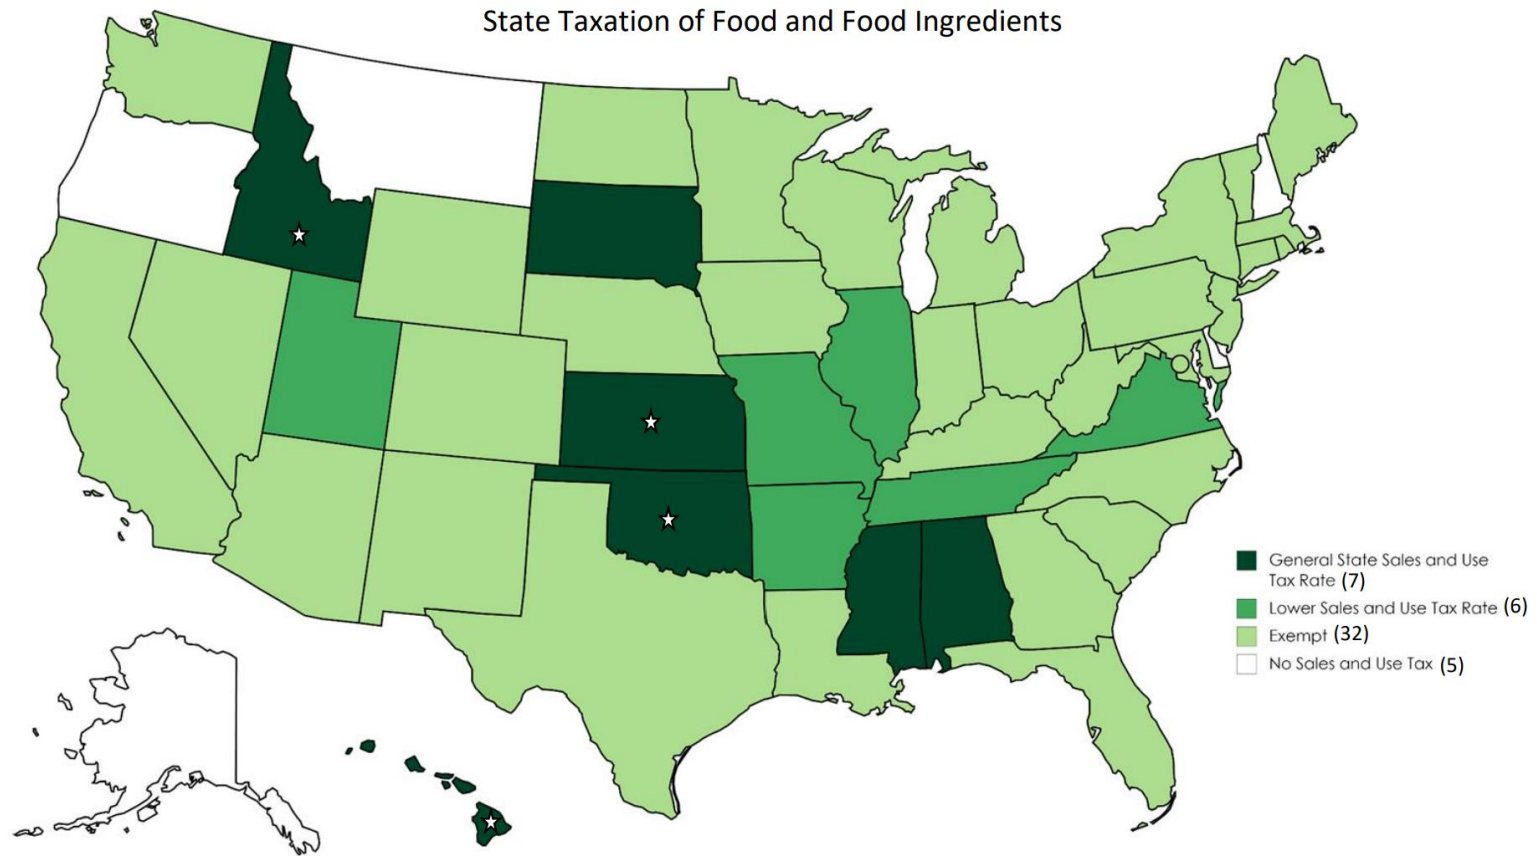 State Taxation of Food and Food Ingredients
General State Sales and Use
Tax Rate (7)
Lower Sales and Use Tax Rate (6)
Exempt (32)
No Sales and Use Tax (5)